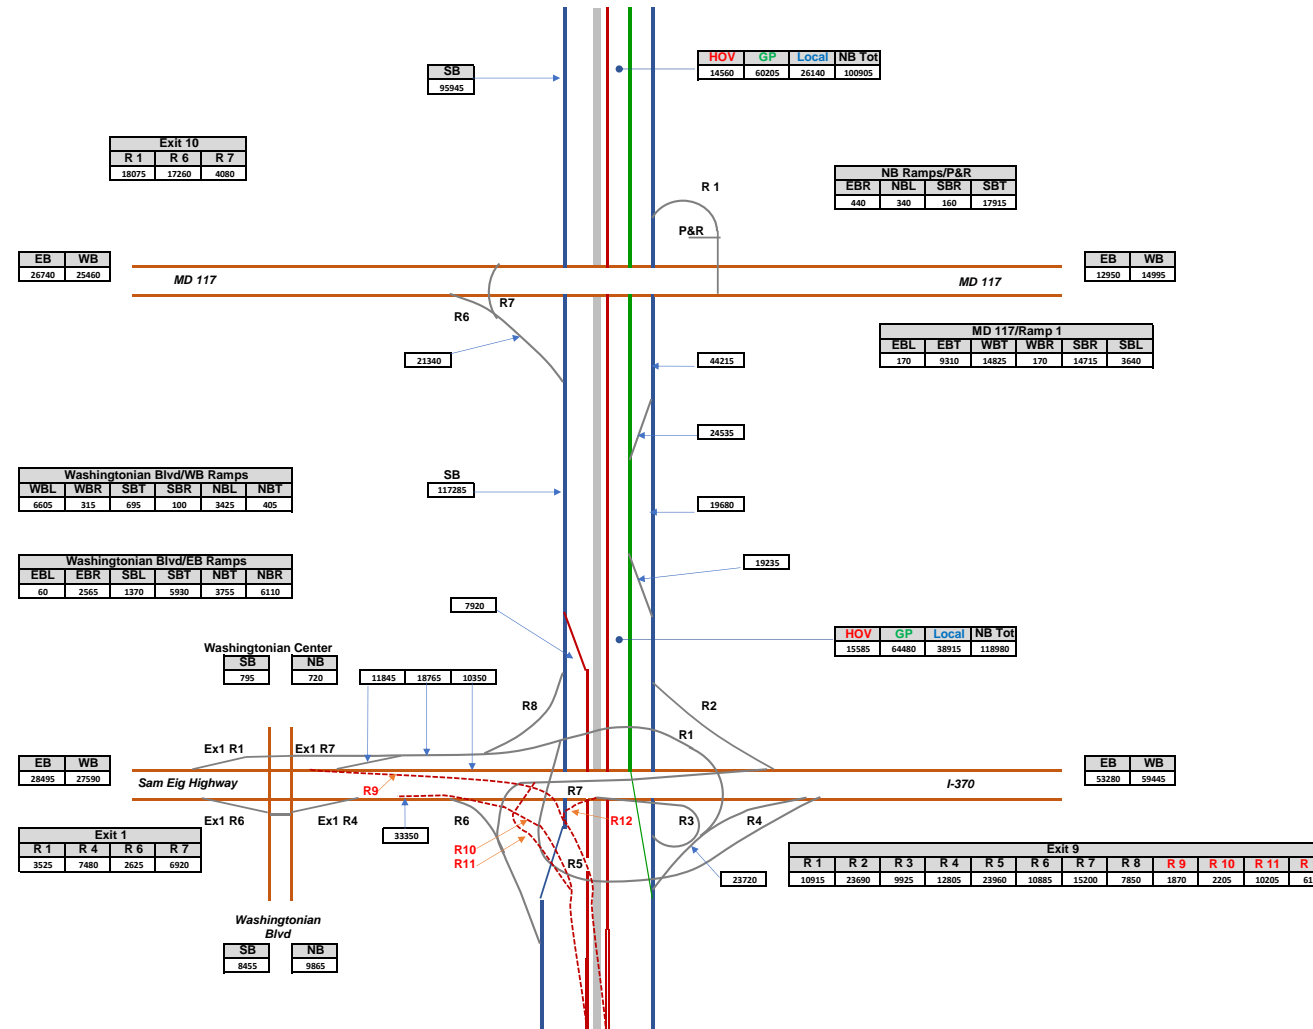 HOV GP Local NB Tot
14560 60205 26140 100905
SB
95945
Exit 10
R 1 R 6 R 7
18075 17260 4080
NB Ramps/P&R
EBR NBL SBR SBT
440 340 160 17915
R 1
P&R
EB WB
26740 25460
MD 117
MD 117
EB WB
12950 14995
R7
R6
21340
44215
MD 117/Ramp 1
EBL EBT WBT WBR SBR SBL
170 9310 14825 170 14715 3640
24535
SB
117285
19680
Washingtonian Blvd/WB Ramps
WBL WBR SBT SBR NBL NBT
6605 315 695 100 3425 405
Washingtonian Blvd/EB Ramps
EBL EBR SBL SBT NBT NBR
60 2565 1370 5930 3755 6110
19235
7920
HOV GP Local NB Tot
15585 64480 38915 118980
Washingtonian Center
SB NB
795 720
11845 18765 10350
R8
R2
R1
Ex1 R1
Ex1 R7
EB WB
28495 27590
Sam Eig Highway
I-370
EB WB
53280 59445
R9
R7
Ex1 R6
Ex1 R4
R6
R12
R3
R4
33350
R10
R11
R5
Exit 1
R 1 R 4 R 6 R 7
3525 7480 2625 6920
23720
Exit 9
R 1 R 2 R 3 R 4 R 5 R 6 R 7 R 8 R 9 R 10 R 11 R
10915 23690 9925 12805 23960 10885 15200 7850 1870 2205 10205 61
Washingtonian
Blvd
SB NB
8455 9865